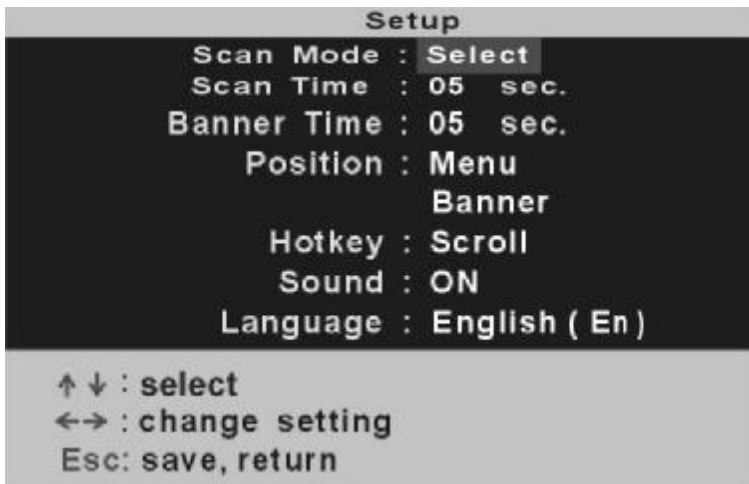 Setup
Scan Mode : Select
Scan Time : 05 sec.
Banner Time : 05 sec.
Position : Menu
Banner
Hotkey : Scroll
Sound : ON
Language : English ( En )
↑ ↓ : select
←→ : change setting
Esc: save, return